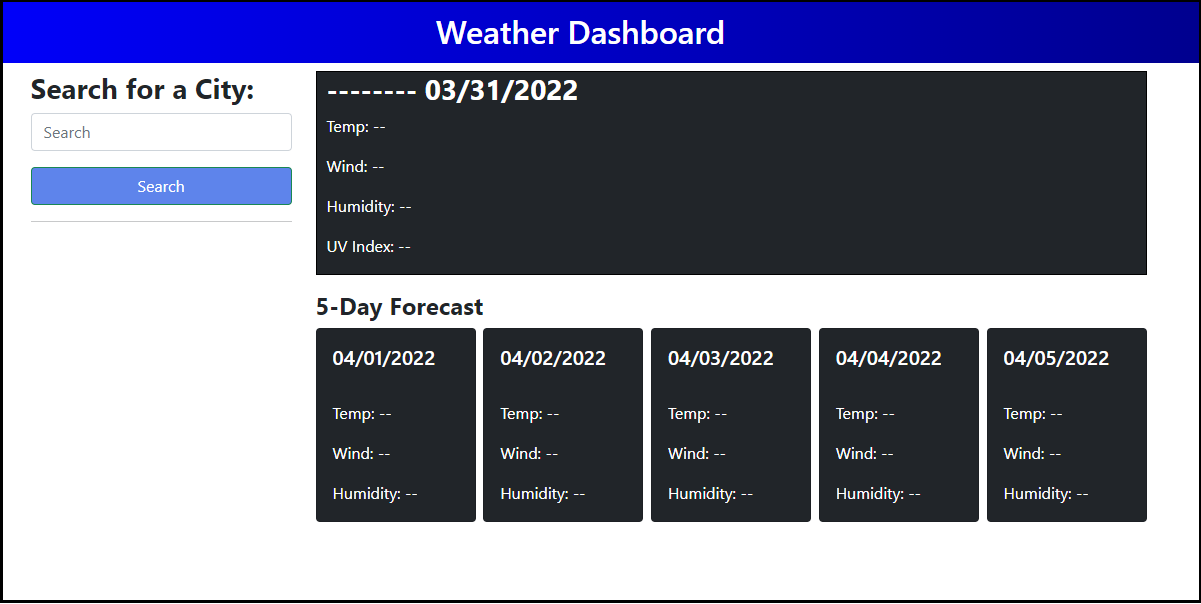 Weather Dashboard
Search for a City:
Search
Search
-------- 03/31/2022
Temp: --
Wind: --
Humidity: --
UV Index: --
5-Day Forecast
04/01/2022
Temp: --
Wind: --
Humidity: --
04/02/2022
Temp: --
Wind: --
Humidity: --
04/03/2022
Temp: --
Wind: --
Humidity: --
04/04/2022
Temp: --
Wind: --
Humidity: --
04/05/2022
Temp: --
Wind: --
Humidity: --